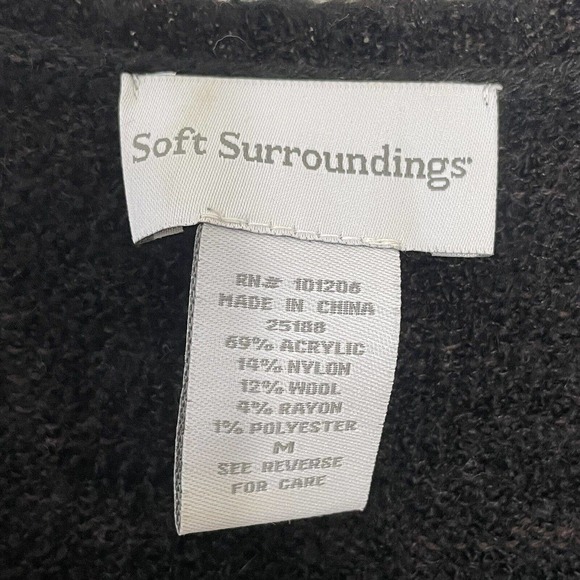 Soft Surroundings
RN# 101206
MADE IN CHINA
25188
69% ACRYLIC
14% NYLON
12% WOOL
4% RAYON
1% POLYESTER
M
SEE REVERSE
FOR CARE